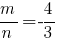 m/n = -4/3